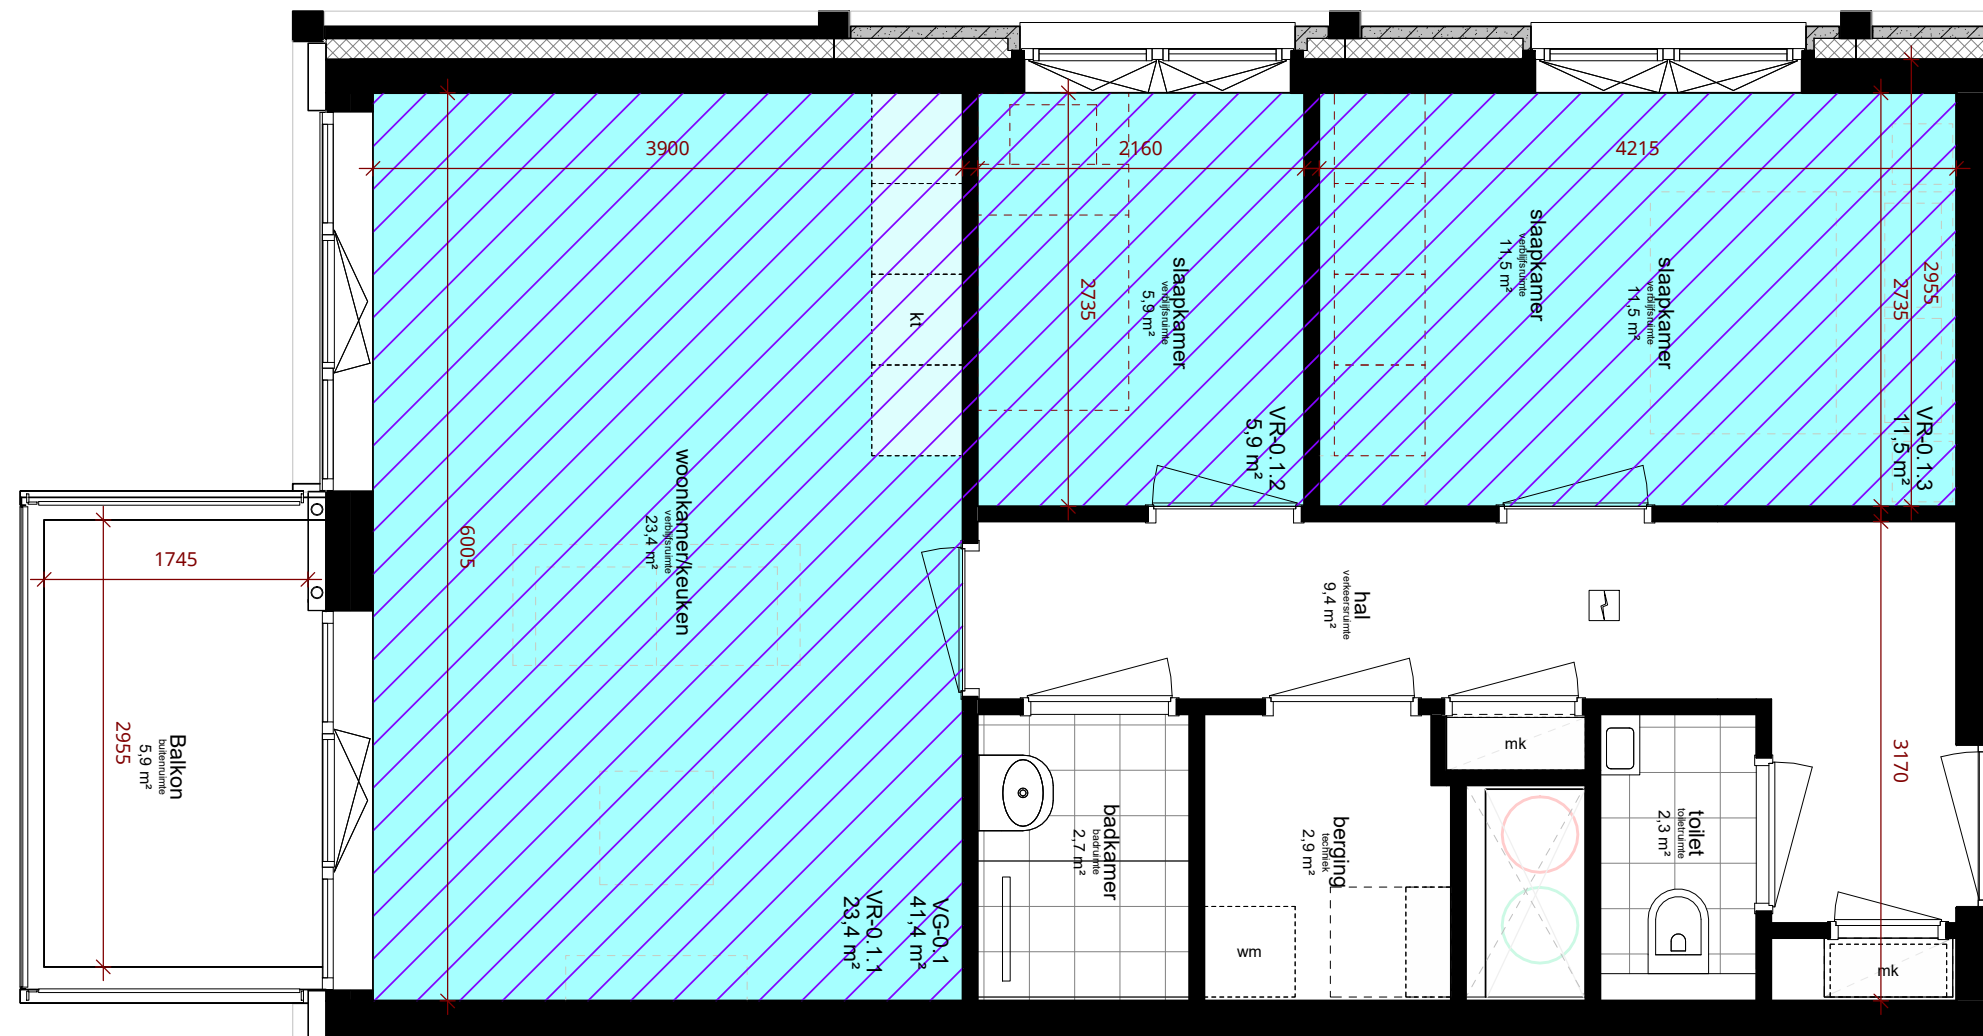 3900
2160
4215
slaapkamer
verblijfsruimte
11,5 m²
slaapkamer
verblijfsruimte
5,9 m²
slaapkamer
verblijfsruimte
11,5 m²
2955
2735
2735
kt
VR-0.1.2
5,9 m²
VR-0.1.3
11,5 m²
woonkamer/keuken
verblijfsruimte
23,4 m²
6005
1745
hal
verkeersruimte
9,4 m²
Balkon
buitenruimte
5,9 m²
2955
mk
3170
badkamer
badruimte
2,7 m²
berging
techniek
2,9 m²
toilet
toiletruimte
2,3 m²
VG-0.1
41,4 m²
VR-0.1.1
23,4 m²
wm
mk